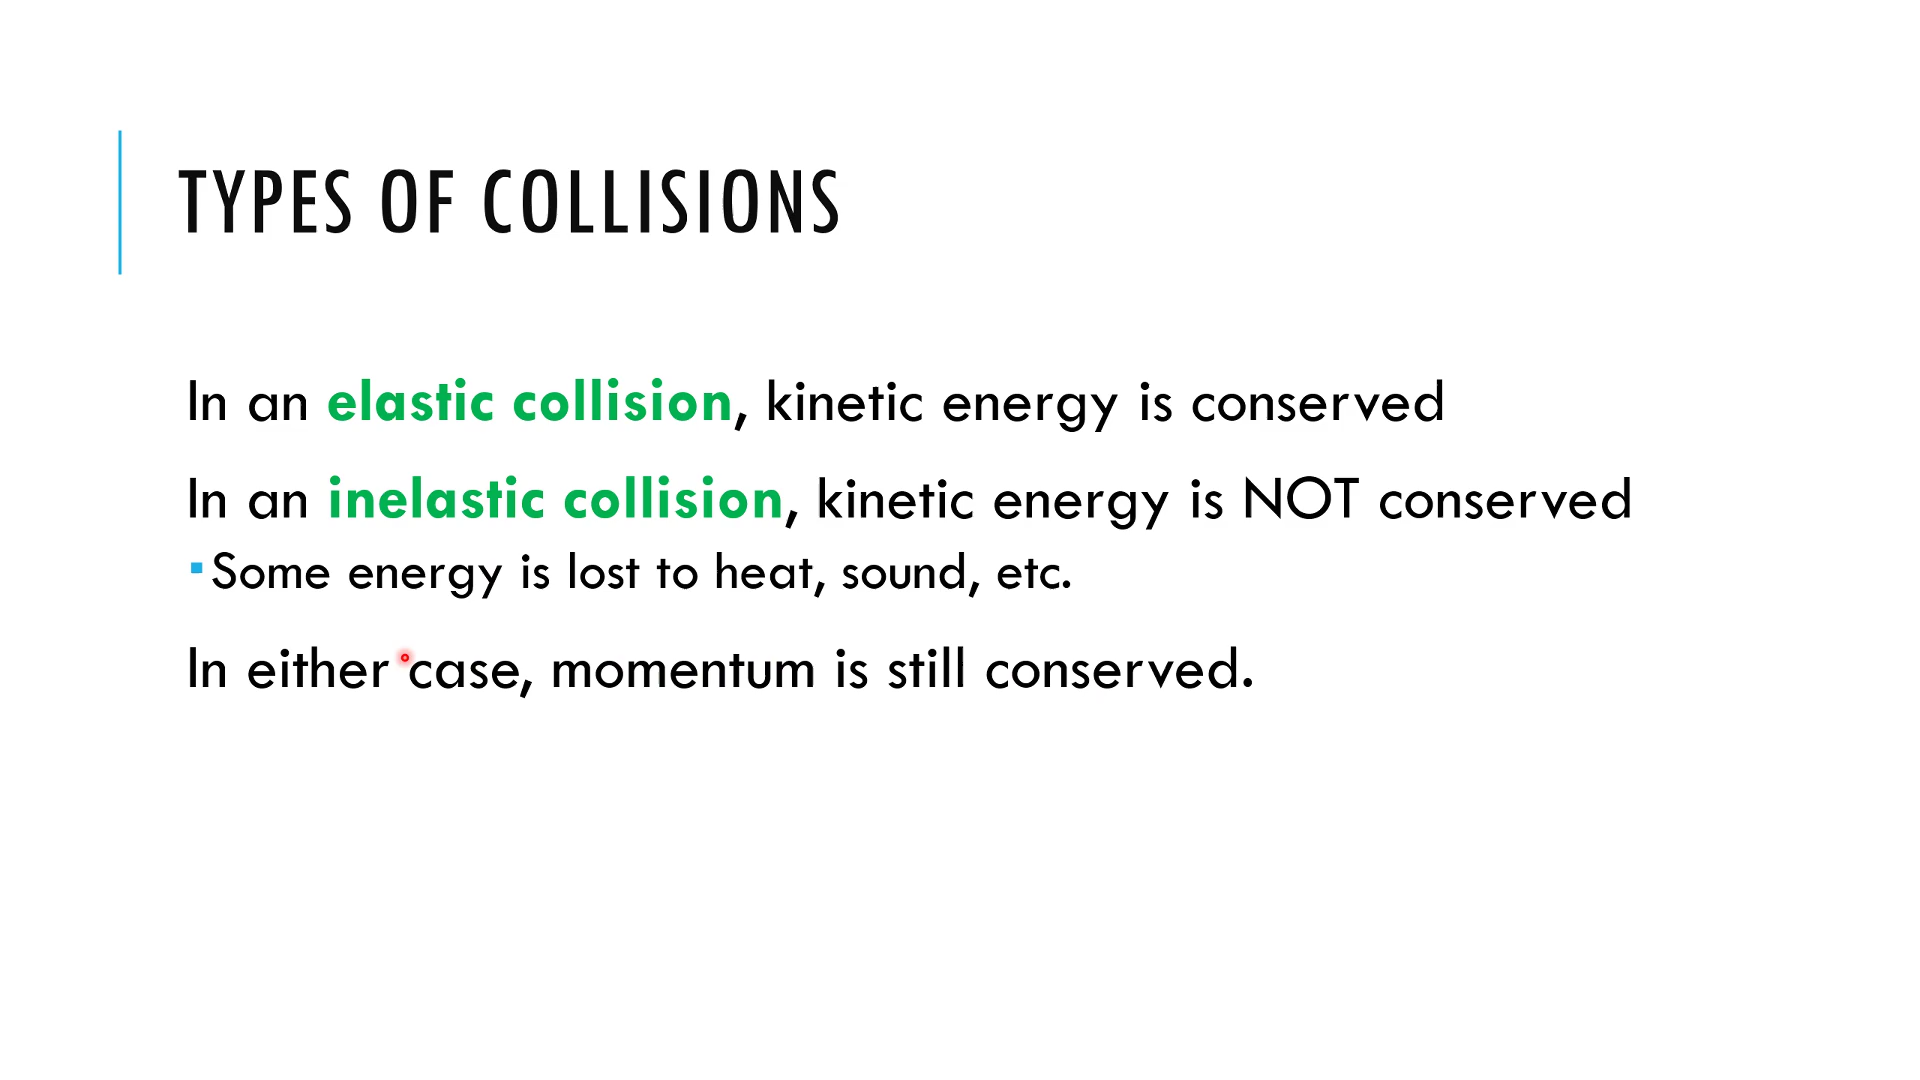 TYPES OF COLLISIONS
In an elastic collision, kinetic energy is conserved
In an inelastic collision, kinetic energy is NOT conserved
▪Some energy is lost to heat, sound, etc.
In either case, momentum is still conserved.